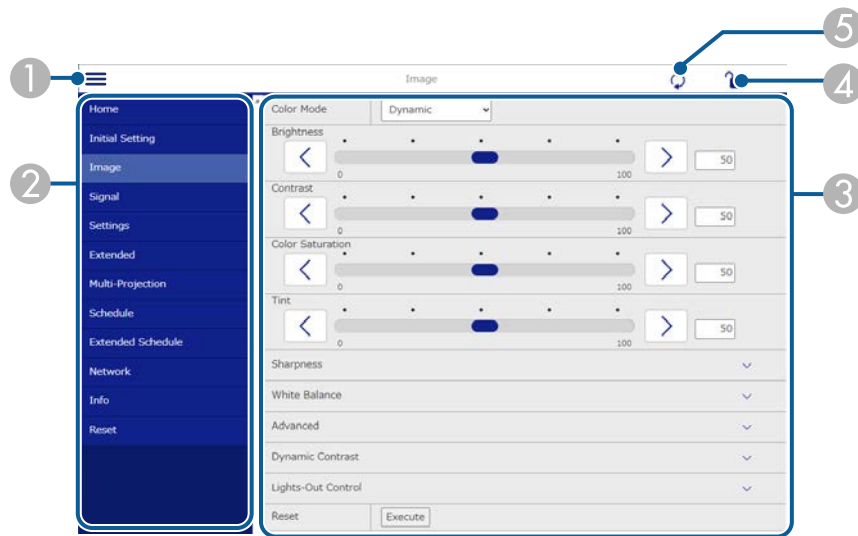 5
1
Image
4
Home
Color Mode
Dynamic
Initial Setting
Brightness
0
100
50
Image
2
3
Signal
Contrast
0
100
50
Settings
Extended
Color Saturation
0
100
50
Multi-Projection
Schedule
Tint
0
100
50
Extended Schedule
Network
Sharpness
Info
White Balance
Reset
Advanced
Dynamic Contrast
Lights-Out Control
Reset
Execute